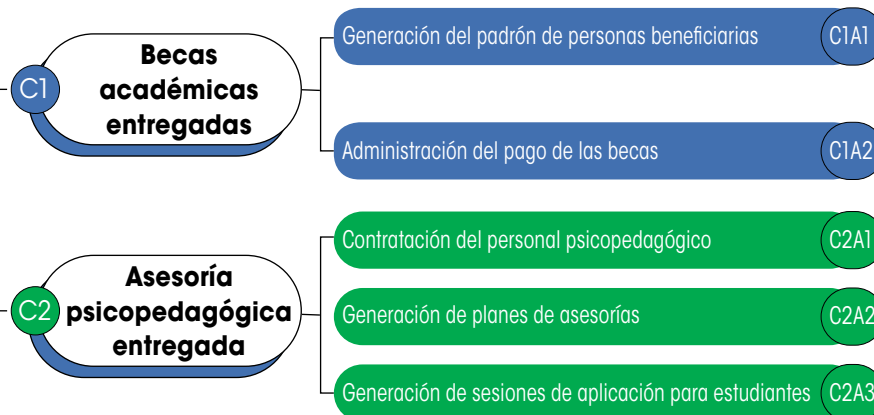 C1
Becas
académicas
entregadas
Generación del padrón de personas beneficiarias
C1A1
Administración del pago de las becas
C1A2
C2
Asesoría
psicopedagógica
entregada
Contratación del personal psicopedagógico
C2A1
Generación de planes de asesorías
C2A2
Generación de sesiones de aplicación para estudiantes
C2A3